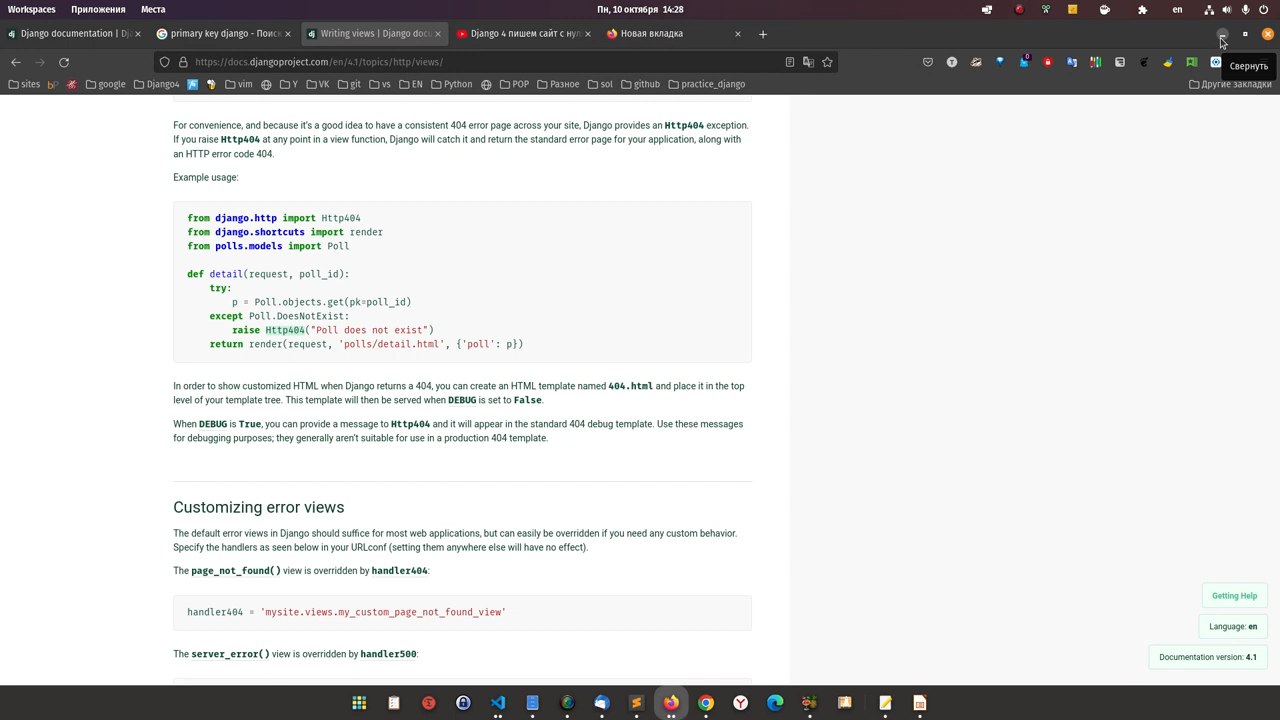 Workspaces Приложения Места Пн, 10 октября 14:28 en
Django documentation | Dj primary key django - Поиск Writing views | Django docu Django 4 пишем сайт с нул Новая вкладка
https://docs.djangoproject.com/en/4.1/topics/http/views/
Свернуть
sites google Django4 vim Y VK git vs EN Python POP Разное sol github practice_django Другие закладки
For convenience, and because it's a good idea to have a consistent 404 error page across your site, Django provides an Http404 exception.
If you raise Http404 at any point in a view function, Django will catch it and return the standard error page for your application, along with
an HTTP error code 404.
Example usage:
from django.http import Http404
from django.shortcuts import render
from polls.models import Poll
def detail(request, poll_id):
try:
p = Poll.objects.get(pk=poll_id)
except Poll.DoesNotExist:
raise Http404("Poll does not exist")
return render(request, 'polls/detail.html', {'poll': p})
In order to show customized HTML when Django returns a 404, you can create an HTML template named 404.html and place it in the top
level of your template tree. This template will then be served when DEBUG is set to False.
When DEBUG is True, you can provide a message to Http404 and it will appear in the standard 404 debug template. Use these messages
for debugging purposes; they generally aren't suitable for use in a production 404 template.
Customizing error views
The default error views in Django should suffice for most web applications, but can easily be overridden if you need any custom behavior.
Specify the handlers as seen below in your URLconf (setting them anywhere else will have no effect).
The page_not_found() view is overridden by handler404:
handler404 = 'mysite.views.my_custom_page_not_found_view'
The server_error() view is overridden by handler500:
Getting Help
Language: en
Documentation version: 4.1